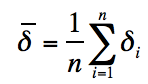 δ̄ = 1/n ∑_{i=1}^{n} δ_i